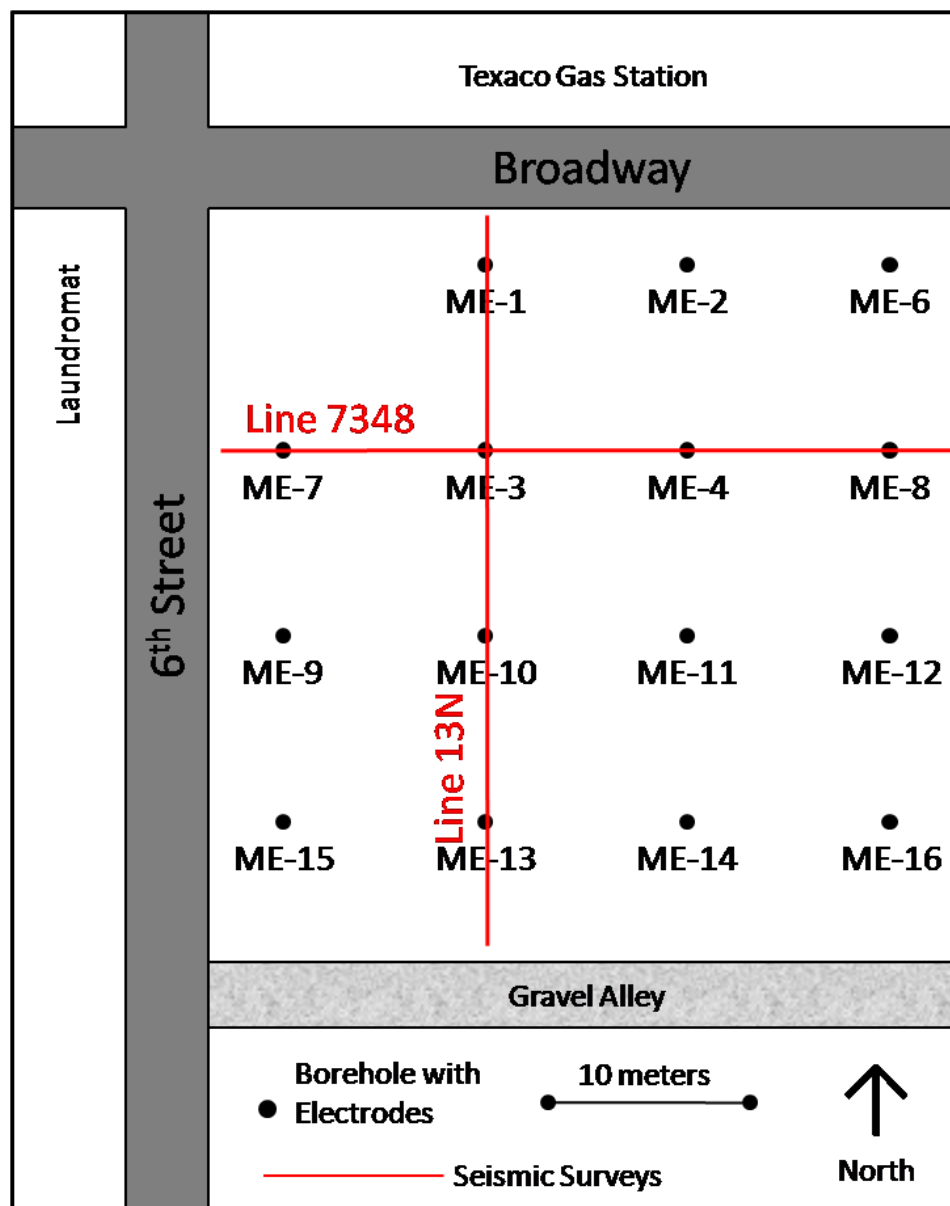 Texaco Gas Station
Broadway
Laundromat
6th Street
ME-1
ME-2
ME-6
Line 7348
ME-7
ME-3
ME-4
ME-8
ME-9
ME-10
ME-11
ME-12
Line 13N
ME-15
ME-13
ME-14
ME-16
Gravel Alley
Borehole with
Electrodes
10 meters
Seismic Surveys
North